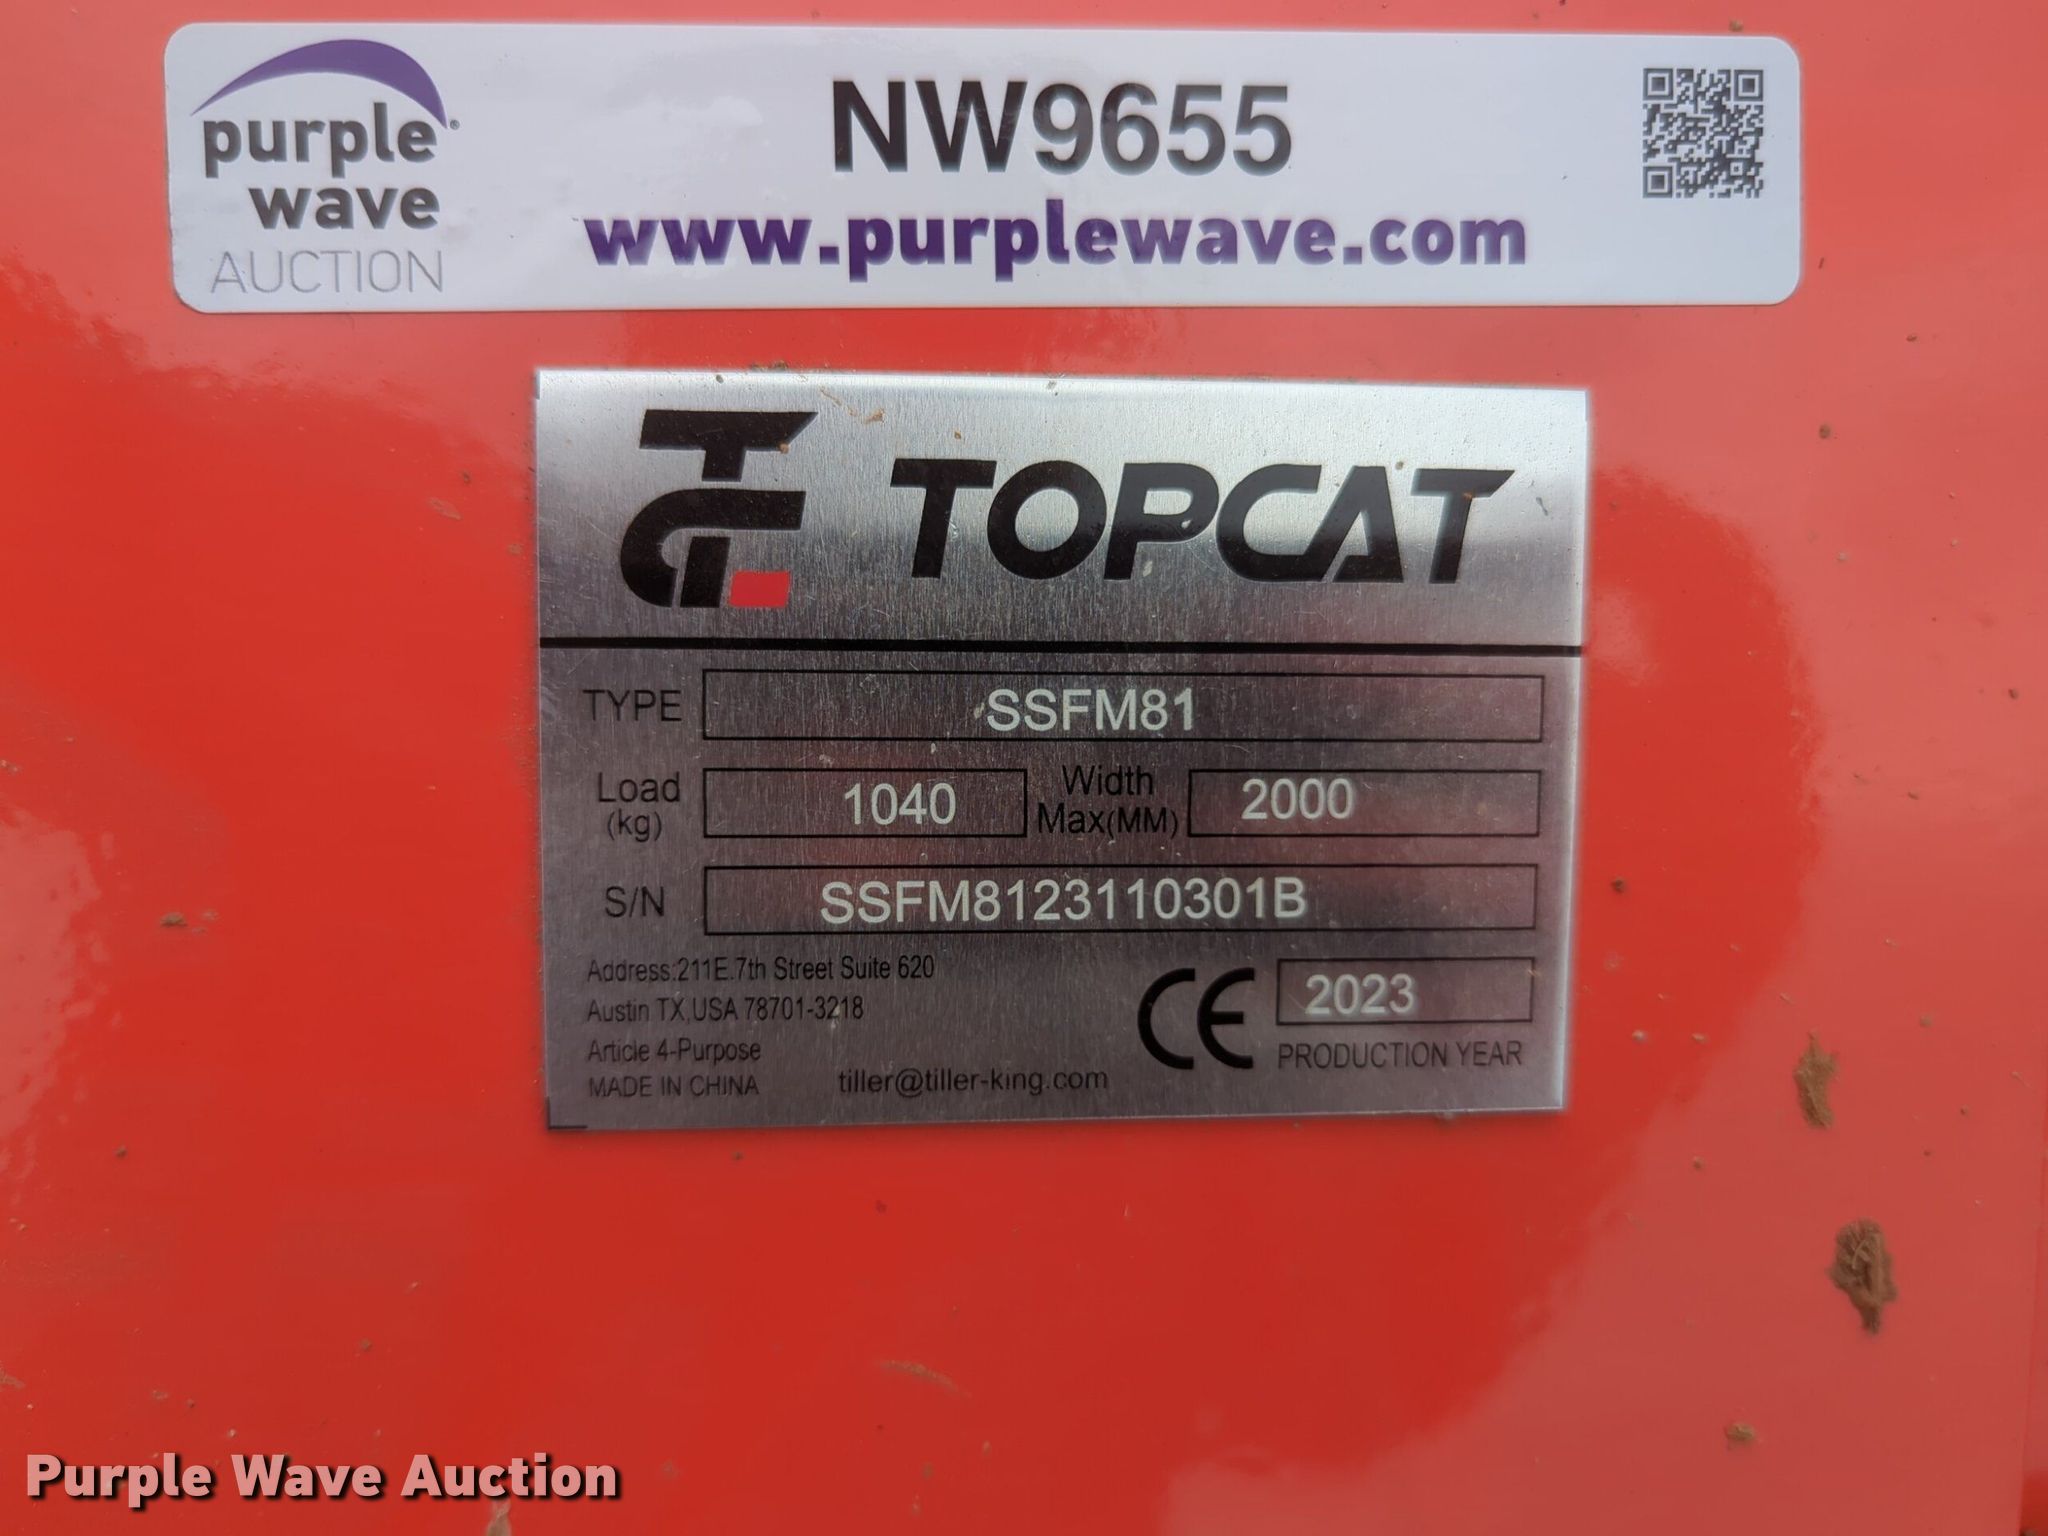 purple wave®
AUCTION
NW9655
www.purplewave.com
TOPCAT
TYPE SSFM81
Load (kg) 1040 Width Max(MM) 2000
S/N SSFM8123110301B
Address:211E.7th Street Suite 620
Austin TX,USA 78701-3218
Article 4-Purpose
MADE IN CHINA
tiller@tiller-king.com
CE
2023
PRODUCTION YEAR
Purple Wave Auction